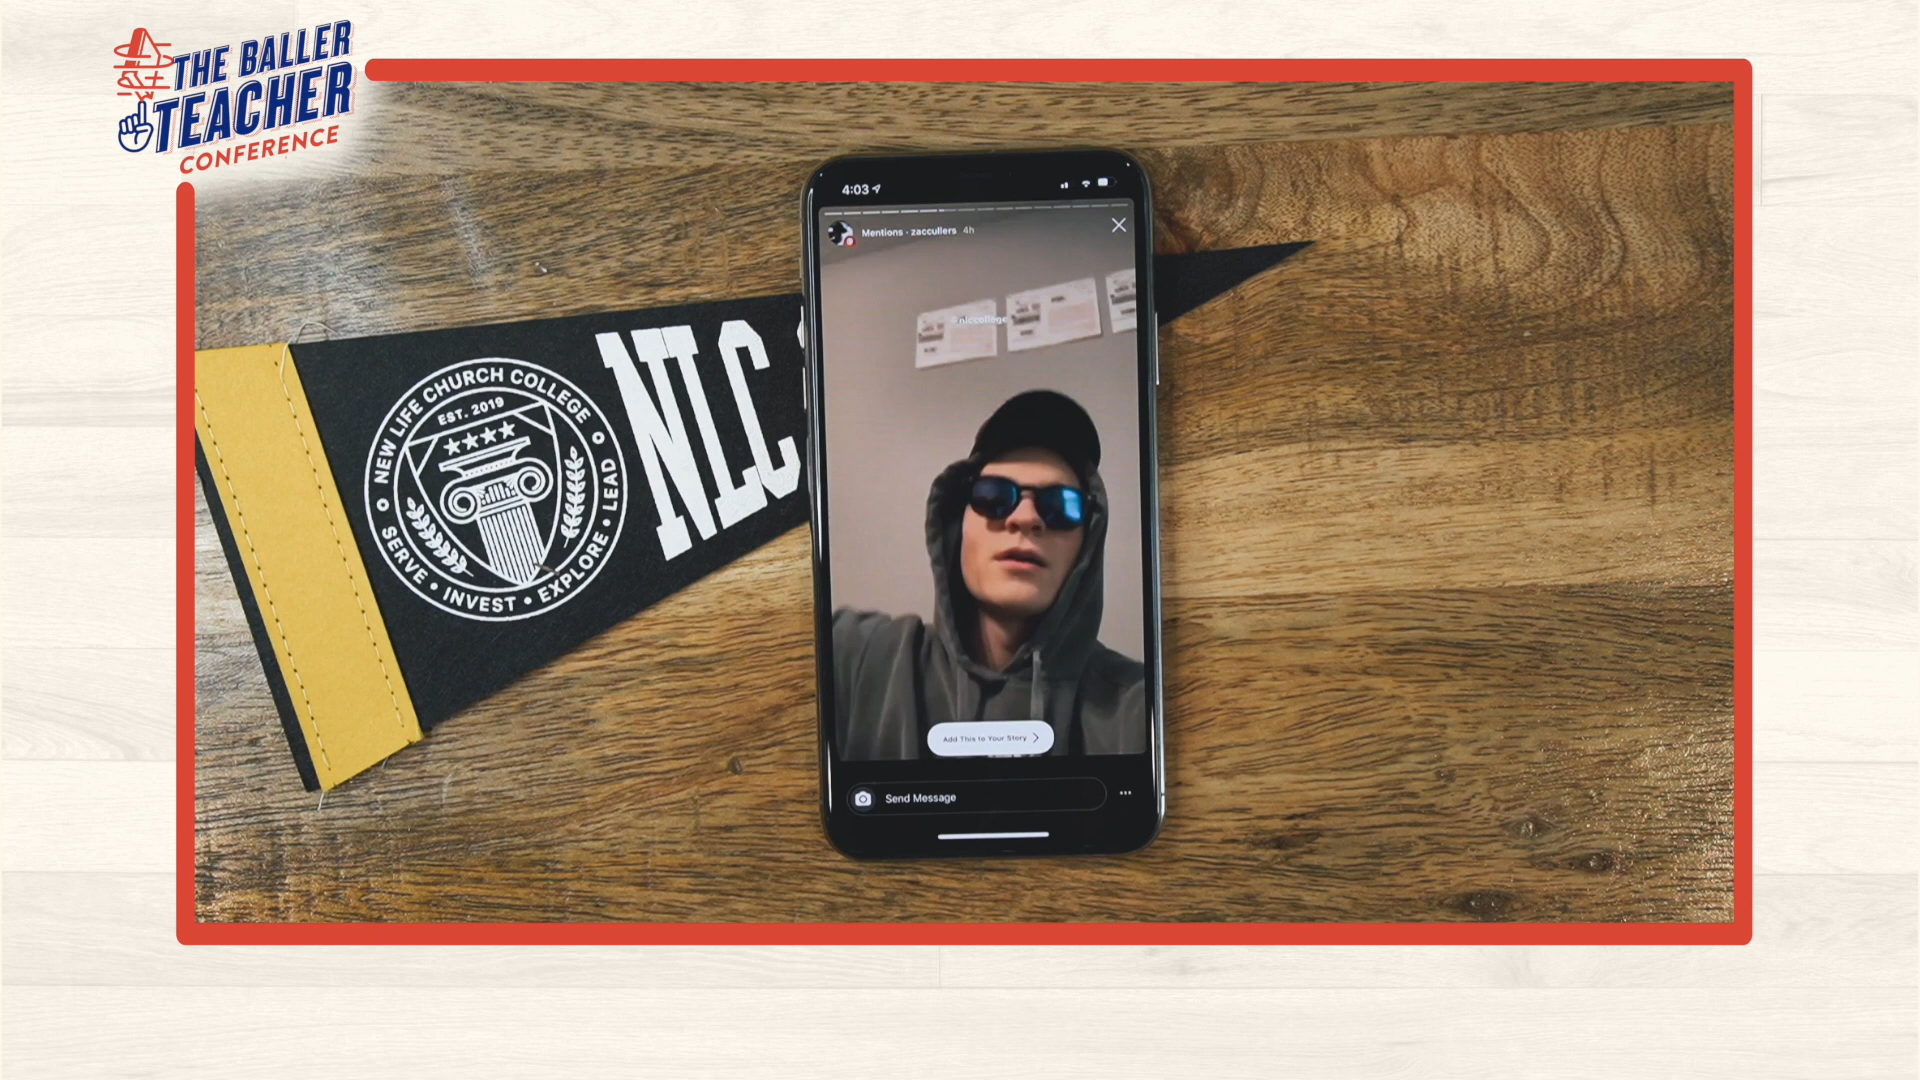 THE BALLER
TEACHER
CONFERENCE
4:03
Mentions · zaccullers 4h
@nlccollege
NEW LIFE CHURCH COLLEGE
EST. 2019
SERVE • INVEST • EXPLORE • LEAD
NLC
Add This to Your Story
Send Message